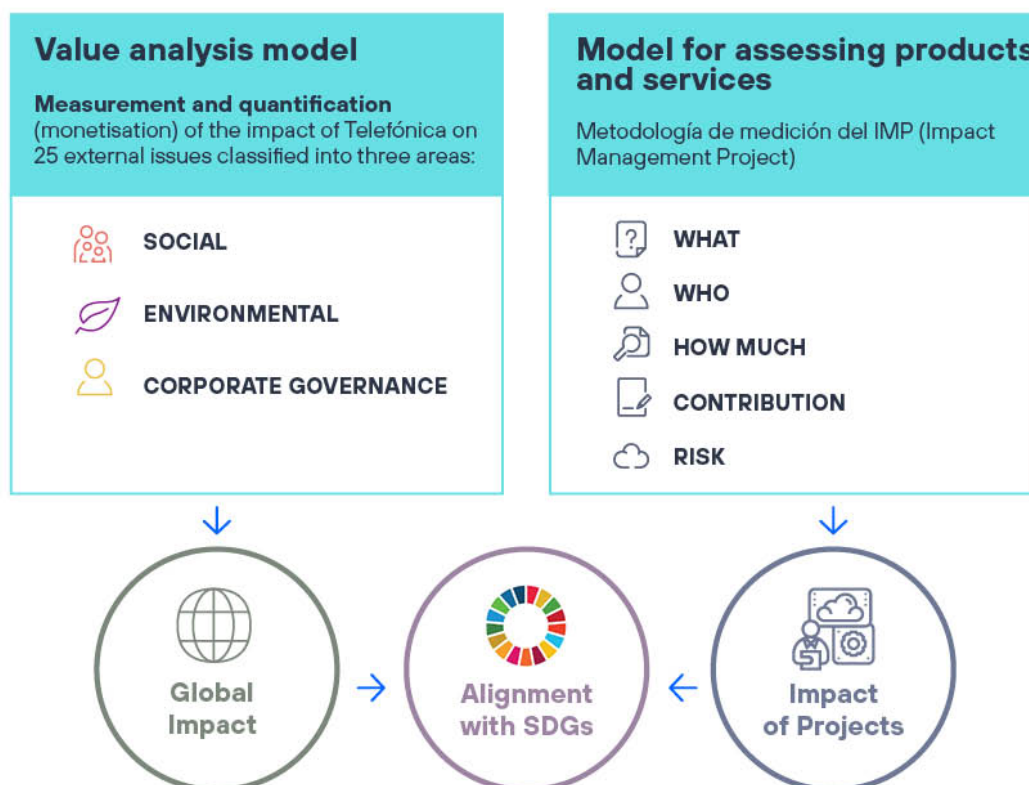 Value analysis model
Measurement and quantification
(monetisation) of the impact of Telefónica on
25 external issues classified into three areas:
SOCIAL
ENVIRONMENTAL
CORPORATE GOVERNANCE
Model for assessing products
and services
Metodología de medición del IMP (Impact
Management Project)
WHAT
WHO
HOW MUCH
CONTRIBUTION
RISK
Global
Impact
Alignment
with SDGs
Impact
of Projects